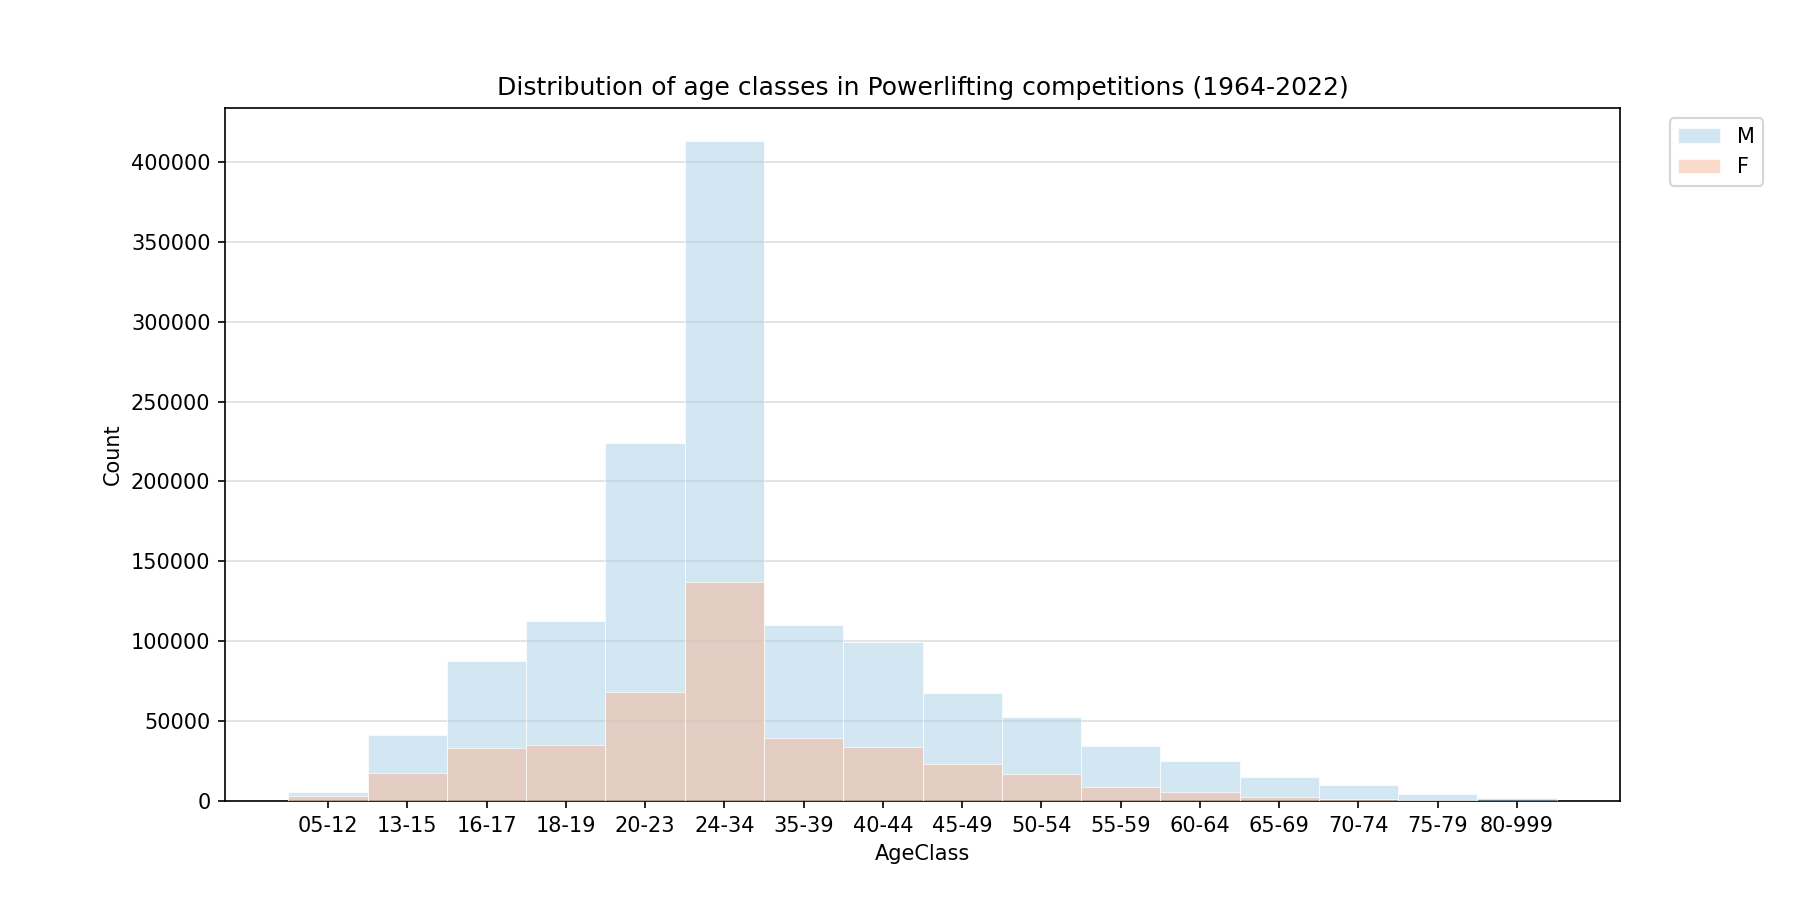 Distribution of age classes in Powerlifting competitions (1964-2022)
M
F
400000
350000
300000
250000
200000
150000
100000
50000
0
Count
05-12 13-15 16-17 18-19 20-23 24-34 35-39 40-44 45-49 50-54 55-59 60-64 65-69 70-74 75-79 80-999
AgeClass